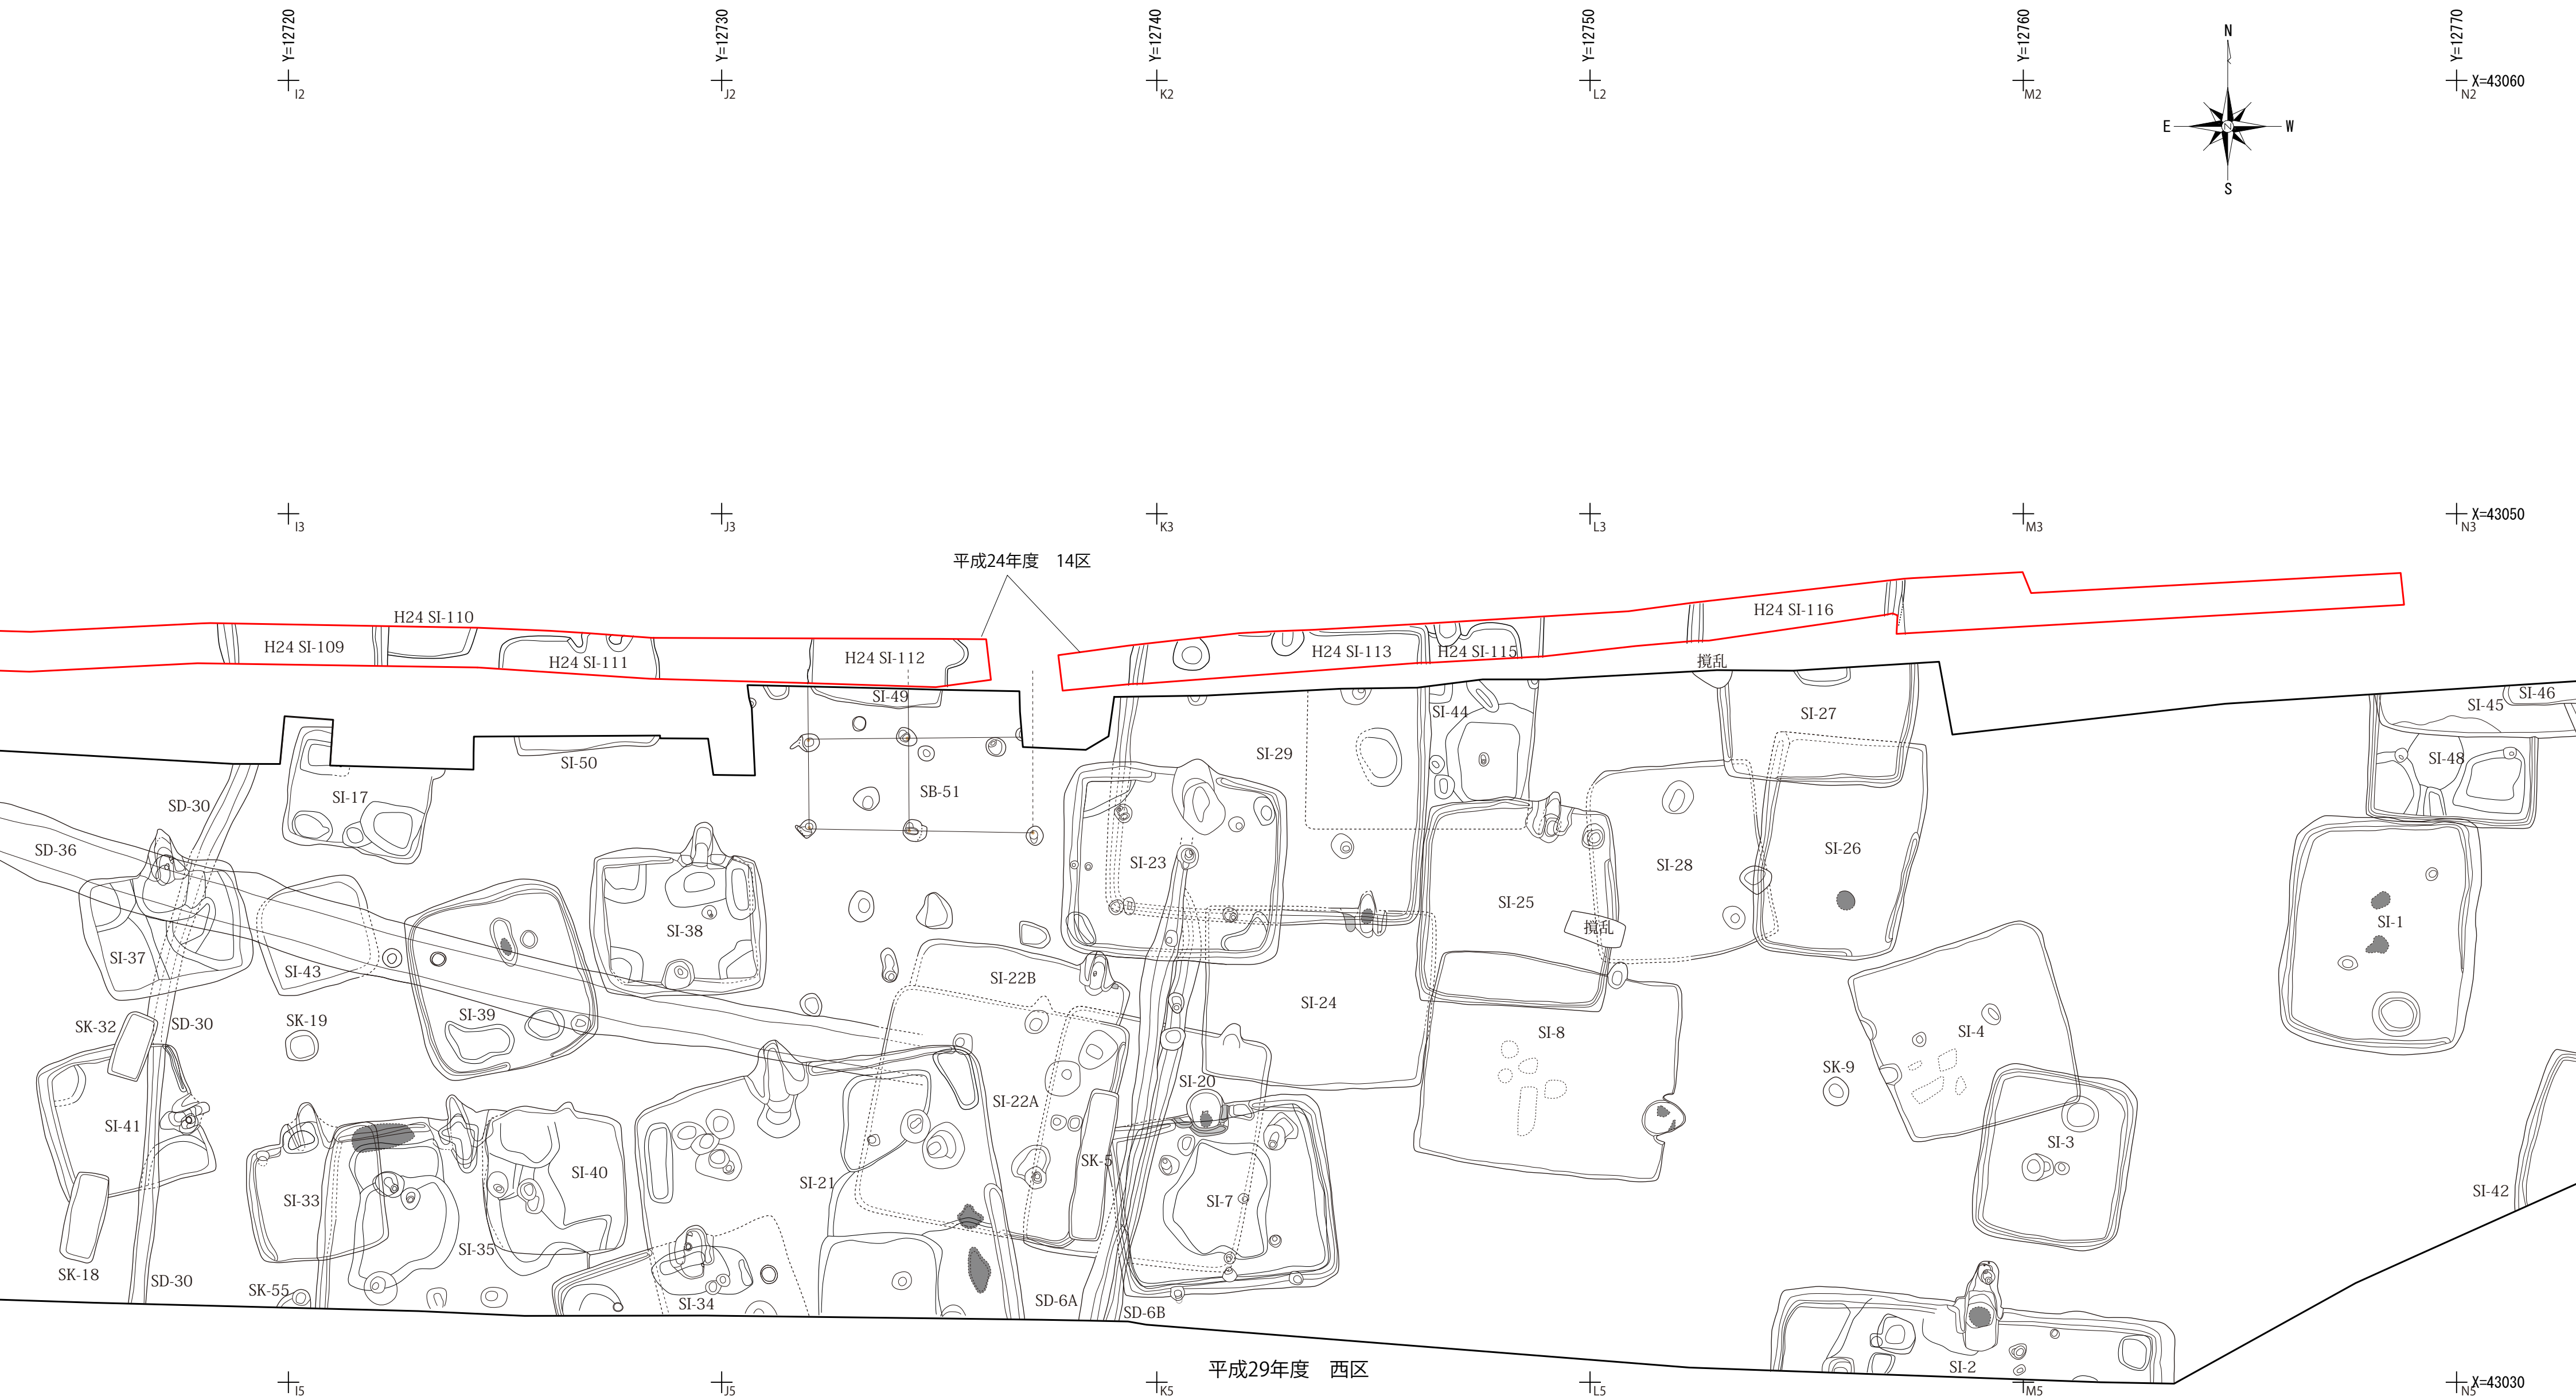 Y=12720
Y=12730
Y=12740
Y=12750
Y=12760
Y=12770
I2
J2
K2
L2
M2
N2
X=43060
N
E
W
N
S
I3
J3
K3
L3
M3
N3
X=43050
平成24年度　14区
H24 SI-110
H24 SI-109
H24 SI-111
H24 SI-112
H24 SI-113
H24 SI-115
H24 SI-116
撹乱
SI-49
SI-44
SI-27
SI-46
SI-45
SI-50
SI-29
SI-48
SI-17
SD-30
SB-51
SD-36
SI-23
SI-28
SI-26
SI-25
SI-1
撹乱
SI-38
SI-37
SI-43
SI-22B
SI-24
SI-39
SK-32
SD-30
SK-19
SI-8
SI-4
SK-9
SI-20
SI-22A
SI-41
SI-3
SK-5
SI-40
SI-33
SI-21
SI-7
SI-42
SI-35
SK-18
SD-30
SK-55
SI-34
SD-6A
SD-6B
平成29年度　西区
SI-2
I5
J5
K5
L5
M5
N5
X=43030